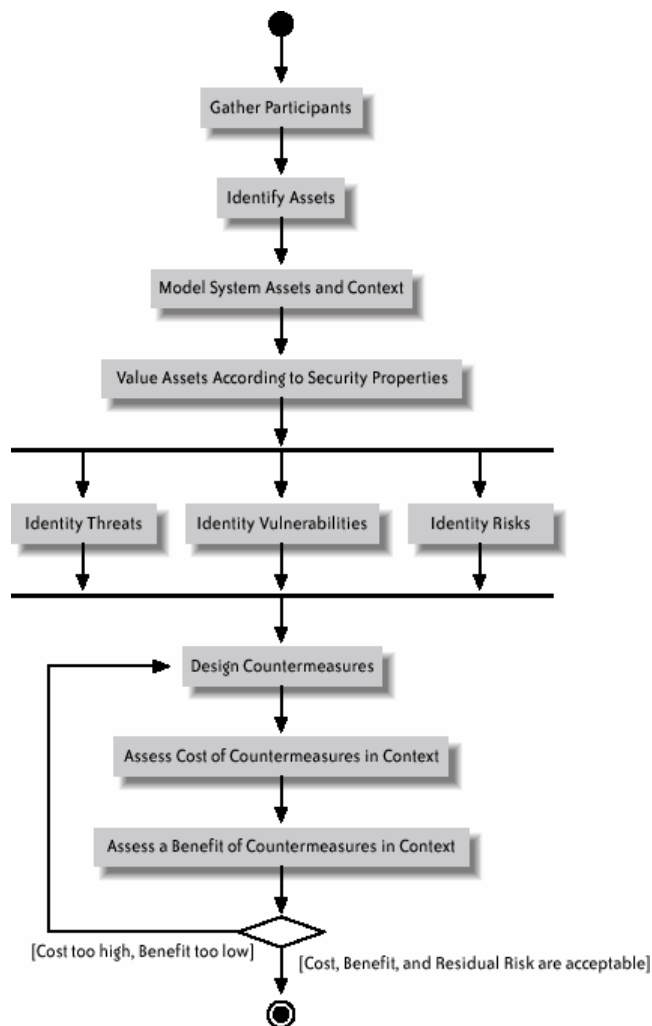 Gather Participants
Identify Assets
Model System Assets and Context
Value Assets According to Security Properties
Identity Threats
Identity Vulnerabilities
Identity Risks
Design Countermeasures
Assess Cost of Countermeasures in Context
Assess a Benefit of Countermeasures in Context
[Cost too high, Benefit too low]
[Cost, Benefit, and Residual Risk are acceptable]